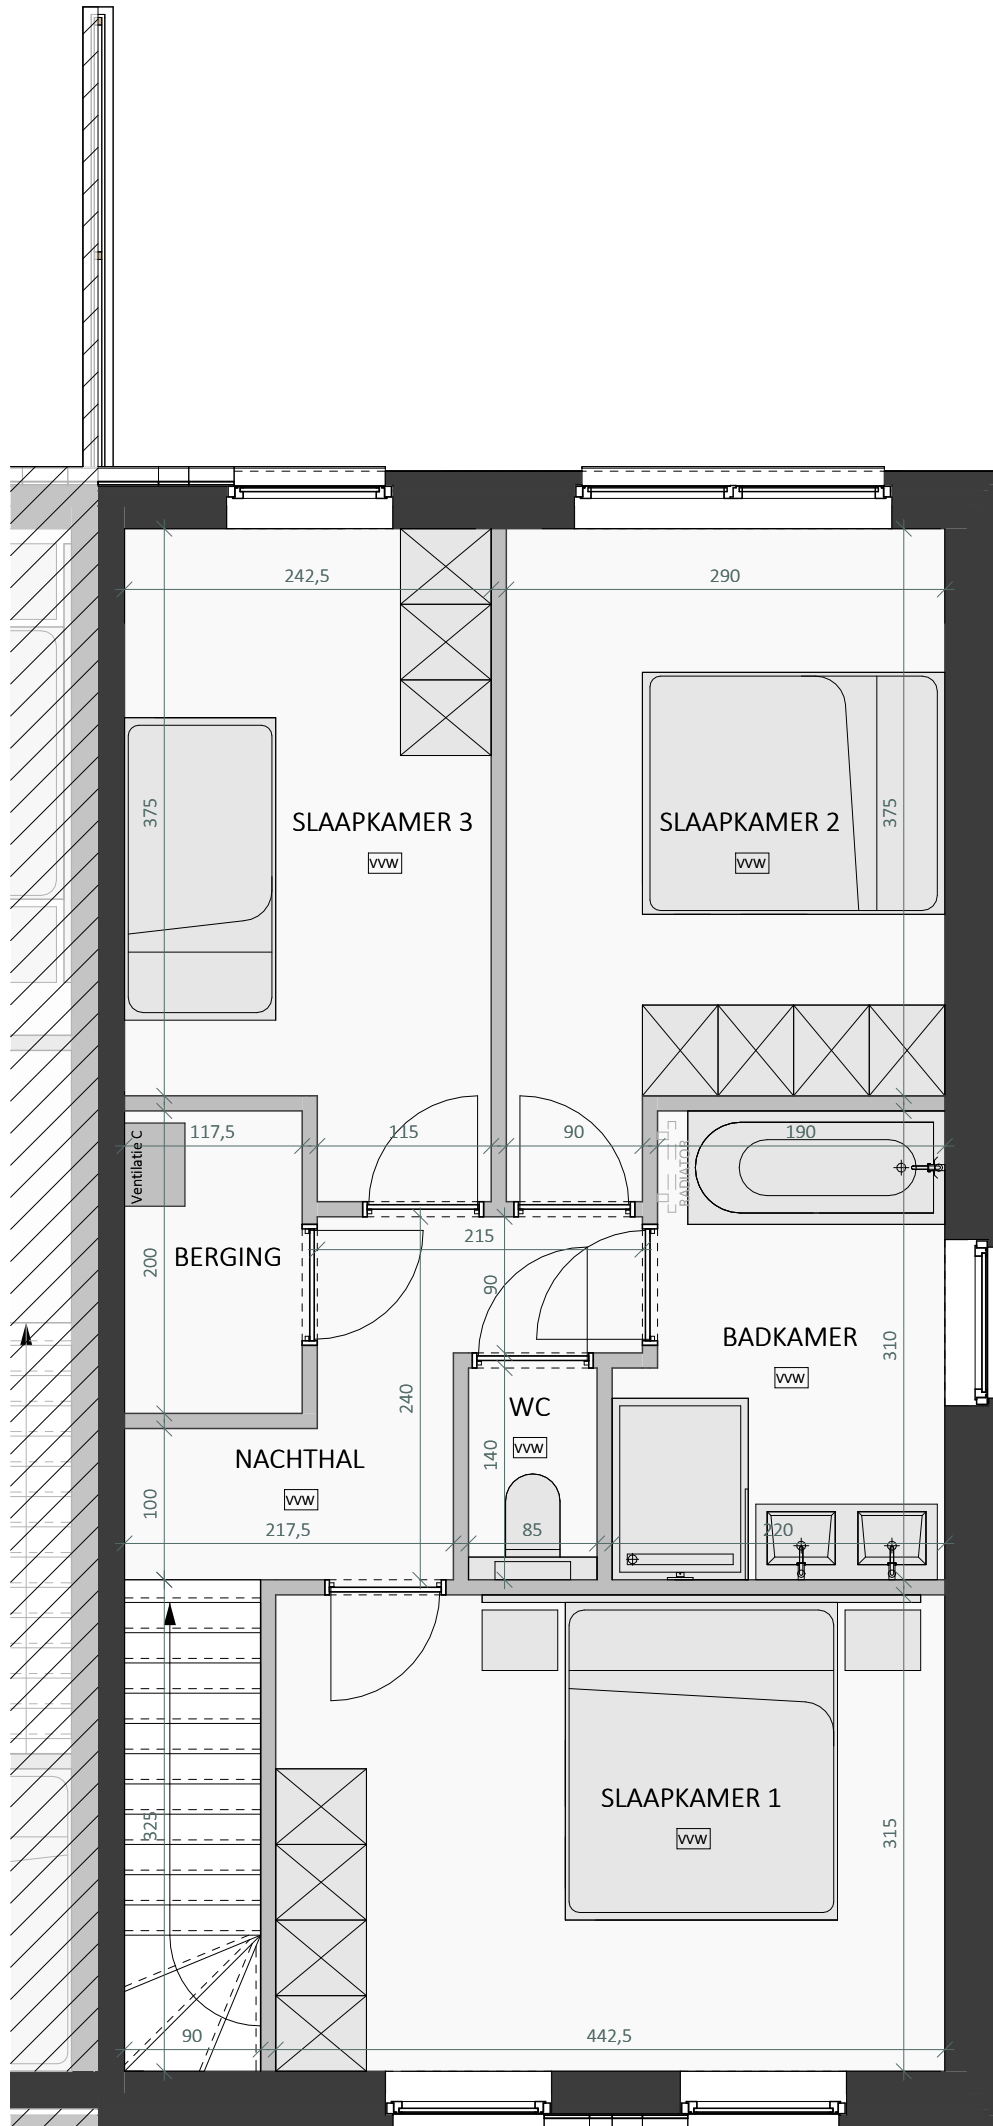 242,5
290
375
SLAAPKAMER 3
VVW
SLAAPKAMER 2
VVW
375
Ventilatie C
117,5
115
90
RADIATOR
190
200
BERGING
215
90
BADKAMER
VVW
310
240
WC
VVW
140
NACHTHAL
VVW
100
217,5
85
220
SLAAPKAMER 1
VVW
325
315
90
442,5